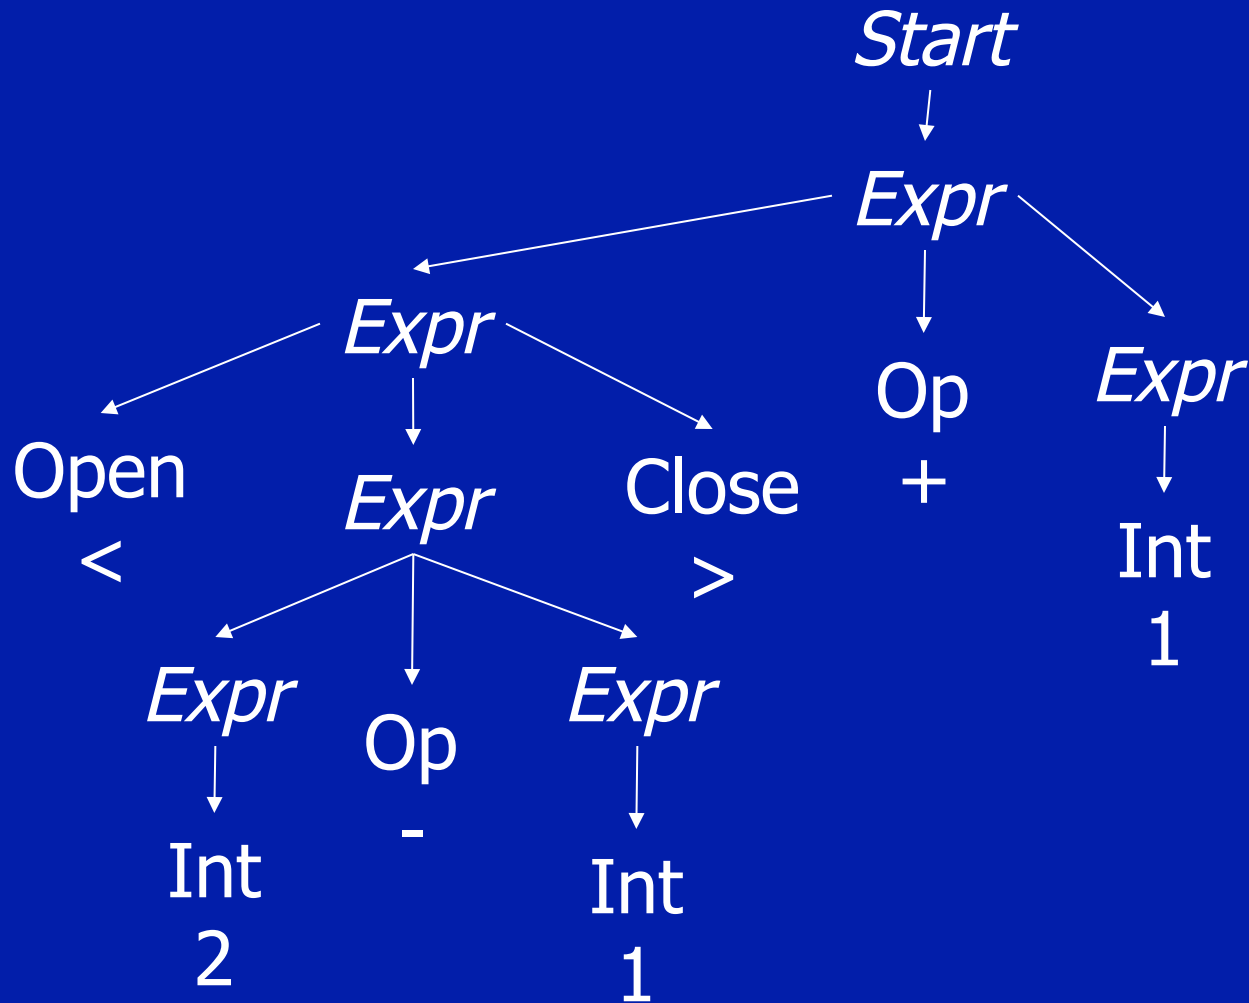 Start
Expr
Expr
Op
+
Expr
Int
1
Open
<
Expr
Close
>
Expr
Op
-
Expr
Int
2
Int
1